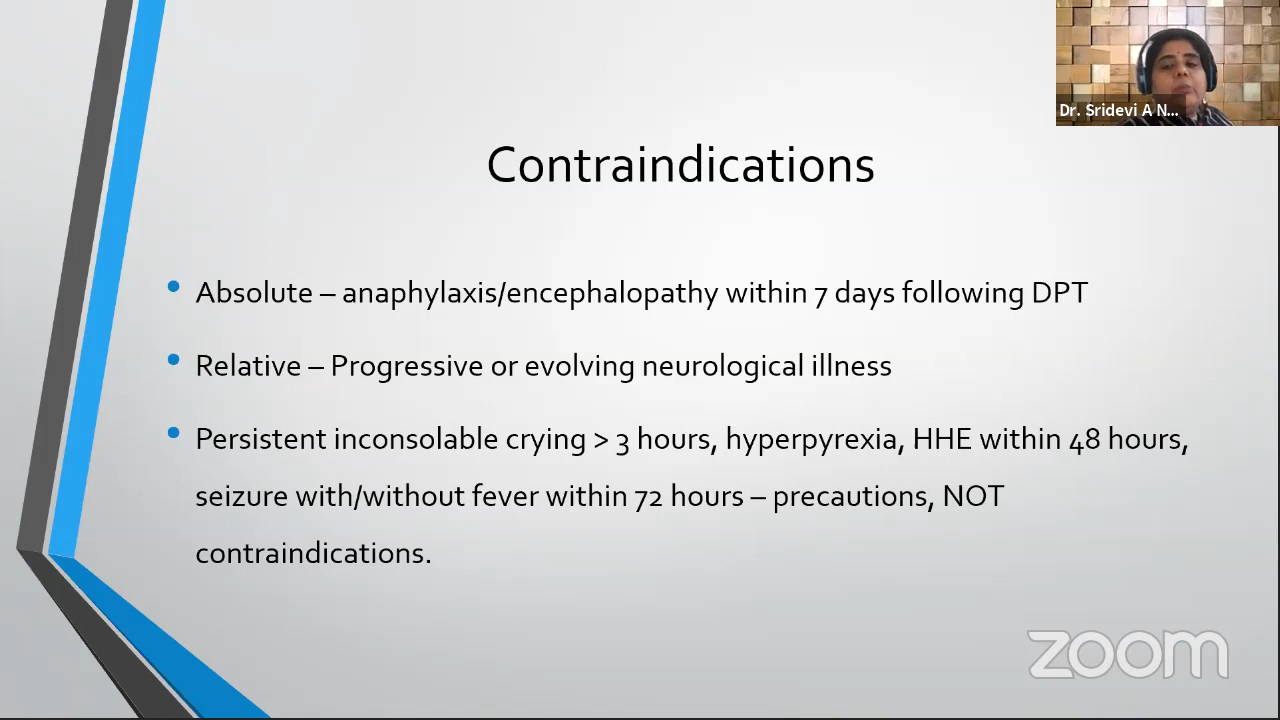 Dr. Sridevi A N...
Contraindications
• Absolute – anaphylaxis/encephalopathy within 7 days following DPT
• Relative – Progressive or evolving neurological illness
• Persistent inconsolable crying > 3 hours, hyperpyrexia, HHE within 48 hours,
seizure with/without fever within 72 hours – precautions, NOT
contraindications.
zoom